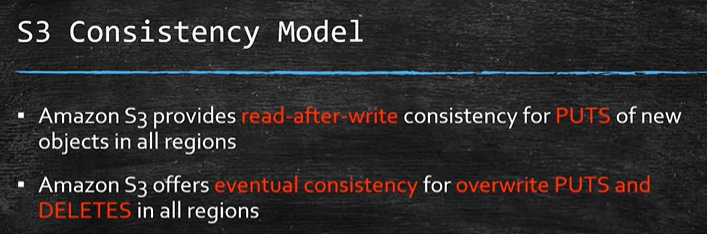 S3 Consistency Model
▪ Amazon S3 provides read-after-write consistency for PUTS of new
objects in all regions
▪ Amazon S3 offers eventual consistency for overwrite PUTS and
DELETES in all regions